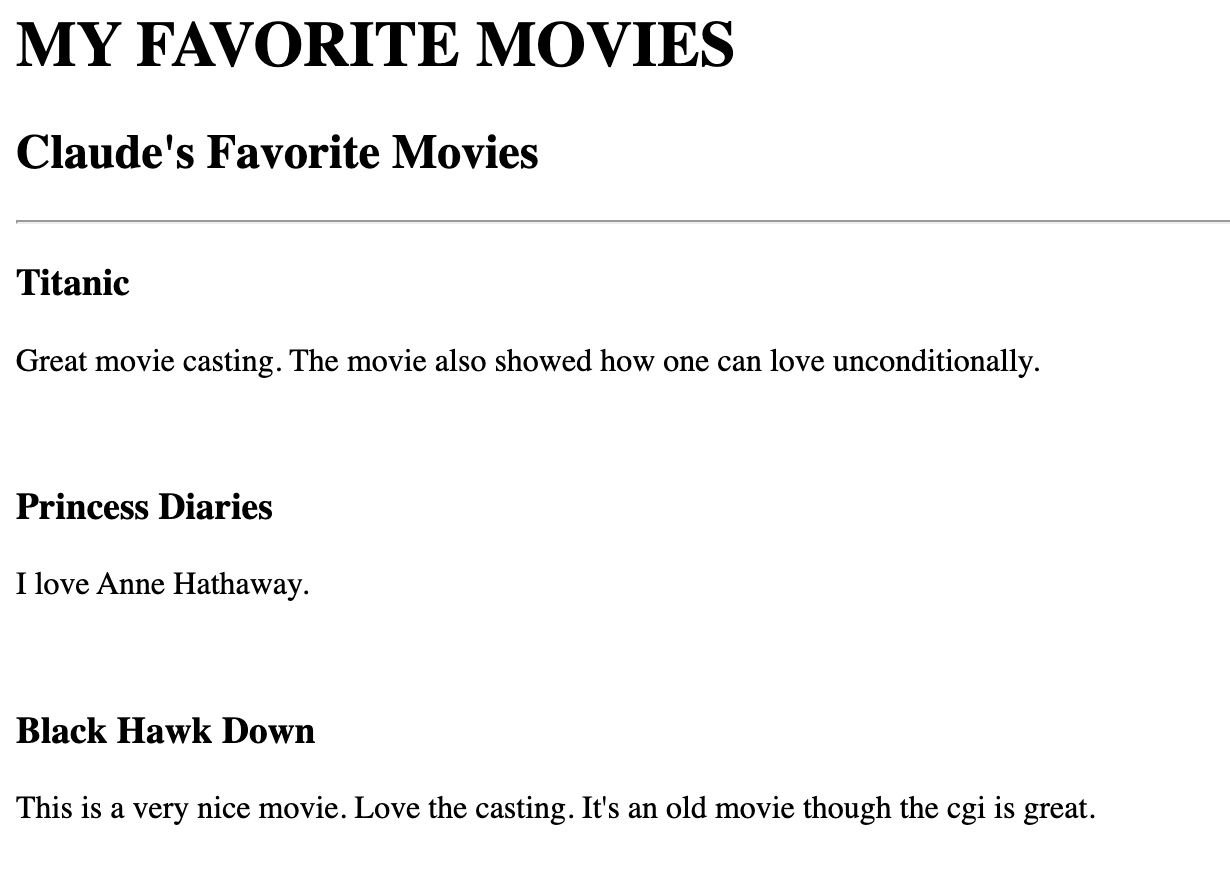 MY FAVORITE MOVIES
Claude's Favorite Movies
Titanic
Great movie casting. The movie also showed how one can love unconditionally.
Princess Diaries
I love Anne Hathaway.
Black Hawk Down
This is a very nice movie. Love the casting. It's an old movie though the cgi is great.